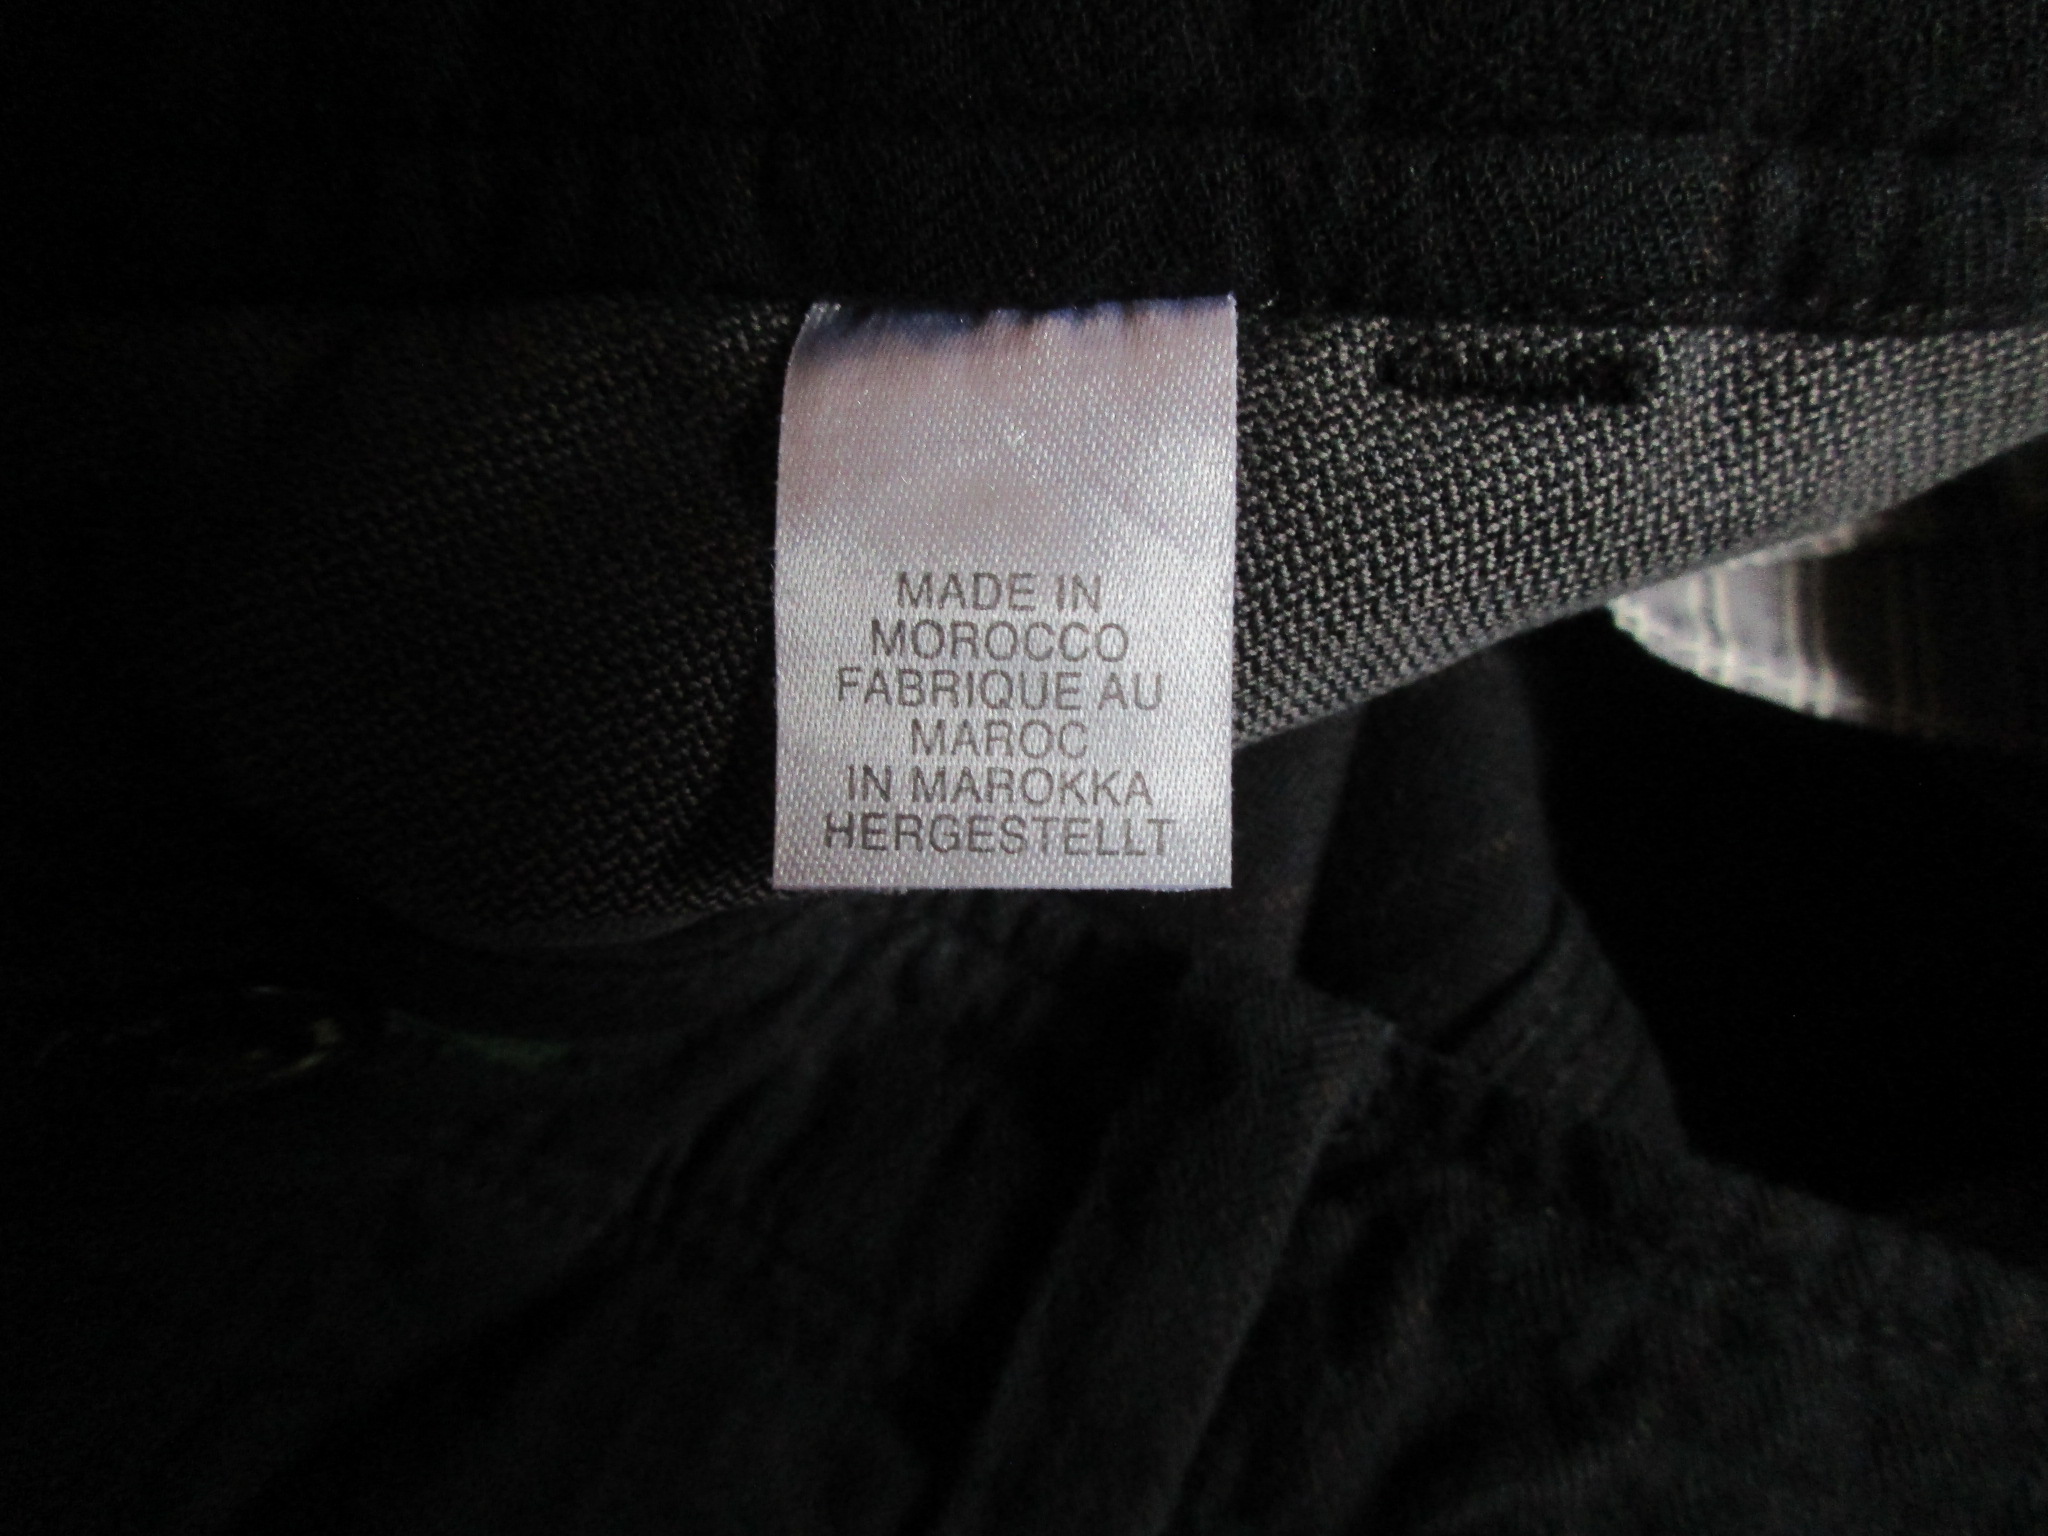 MADE IN
MOROCCO
FABRIQUE AU
MAROC
IN MAROKKA
HERGESTELLT